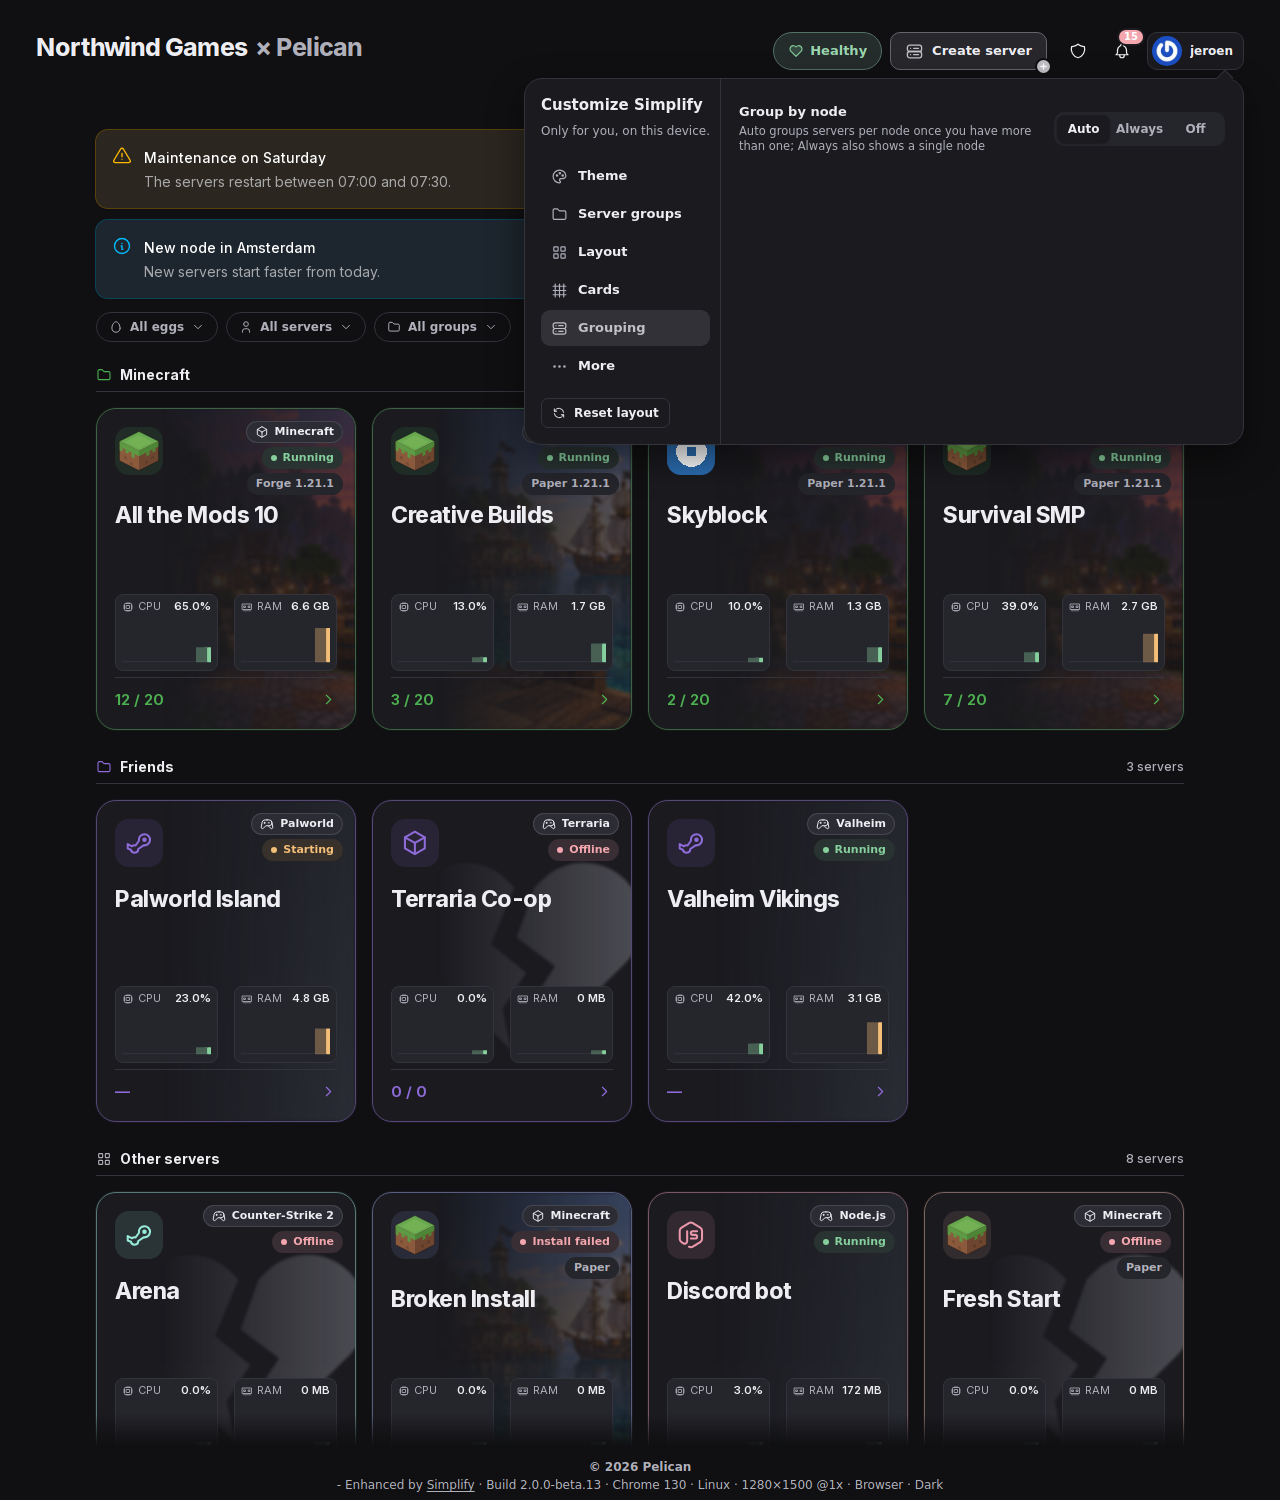 Northwind Games × Pelican
Healthy
Create server
15
jeroen
Customize Simplify
Only for you, on this device.
Theme
Server groups
Layout
Cards
Grouping
More
Reset layout
Group by node
Auto groups servers per node once you have more
than one; Always also shows a single node
Auto
Always
Off
Maintenance on Saturday
The servers restart between 07:00 and 07:30.
New node in Amsterdam
New servers start faster from today.
All eggs
All servers
All groups
Minecraft
Minecraft
Running
Forge 1.21.1
All the Mods 10
CPU 65.0%
RAM 6.6 GB
12 / 20
Running
Paper 1.21.1
Creative Builds
CPU 13.0%
RAM 1.7 GB
3 / 20
Running
Paper 1.21.1
Skyblock
CPU 10.0%
RAM 1.3 GB
2 / 20
Running
Paper 1.21.1
Survival SMP
CPU 39.0%
RAM 2.7 GB
7 / 20
Friends
3 servers
Palworld
Starting
Palworld Island
CPU 23.0%
RAM 4.8 GB
—
Terraria
Offline
Terraria Co-op
CPU 0.0%
RAM 0 MB
0 / 0
Valheim
Running
Valheim Vikings
CPU 42.0%
RAM 3.1 GB
—
Other servers
8 servers
Counter-Strike 2
Offline
Arena
CPU 0.0%
RAM 0 MB
Minecraft
Install failed
Paper
Broken Install
CPU 0.0%
RAM 0 MB
Node.js
Running
Discord bot
CPU 3.0%
RAM 172 MB
Minecraft
Offline
Paper
Fresh Start
CPU 0.0%
RAM 0 MB
© 2026 Pelican
- Enhanced by Simplify · Build 2.0.0-beta.13 · Chrome 130 · Linux · 1280×1500 @1x · Browser · Dark